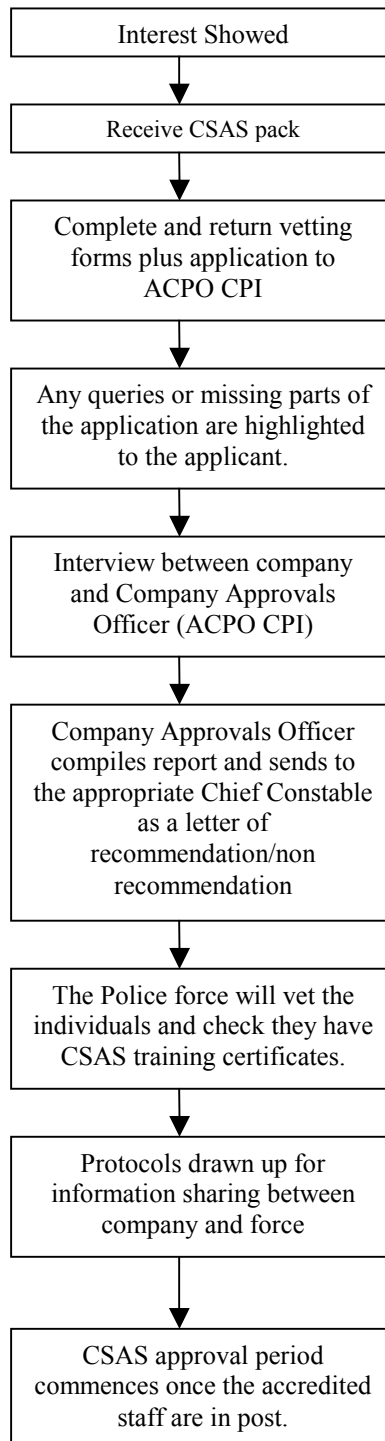 Interest Showed
Receive CSAS pack
Complete and return vetting
forms plus application to
ACPO CPI
Any queries or missing parts of
the application are highlighted
to the applicant.
Interview between company
and Company Approvals
Officer (ACPO CPI)
Company Approvals Officer
compiles report and sends to
the appropriate Chief Constable
as a letter of
recommendation/non
recommendation
The Police force will vet the
individuals and check they have
CSAS training certificates.
Protocols drawn up for
information sharing between
company and force
CSAS approval period
commences once the accredited
staff are in post.